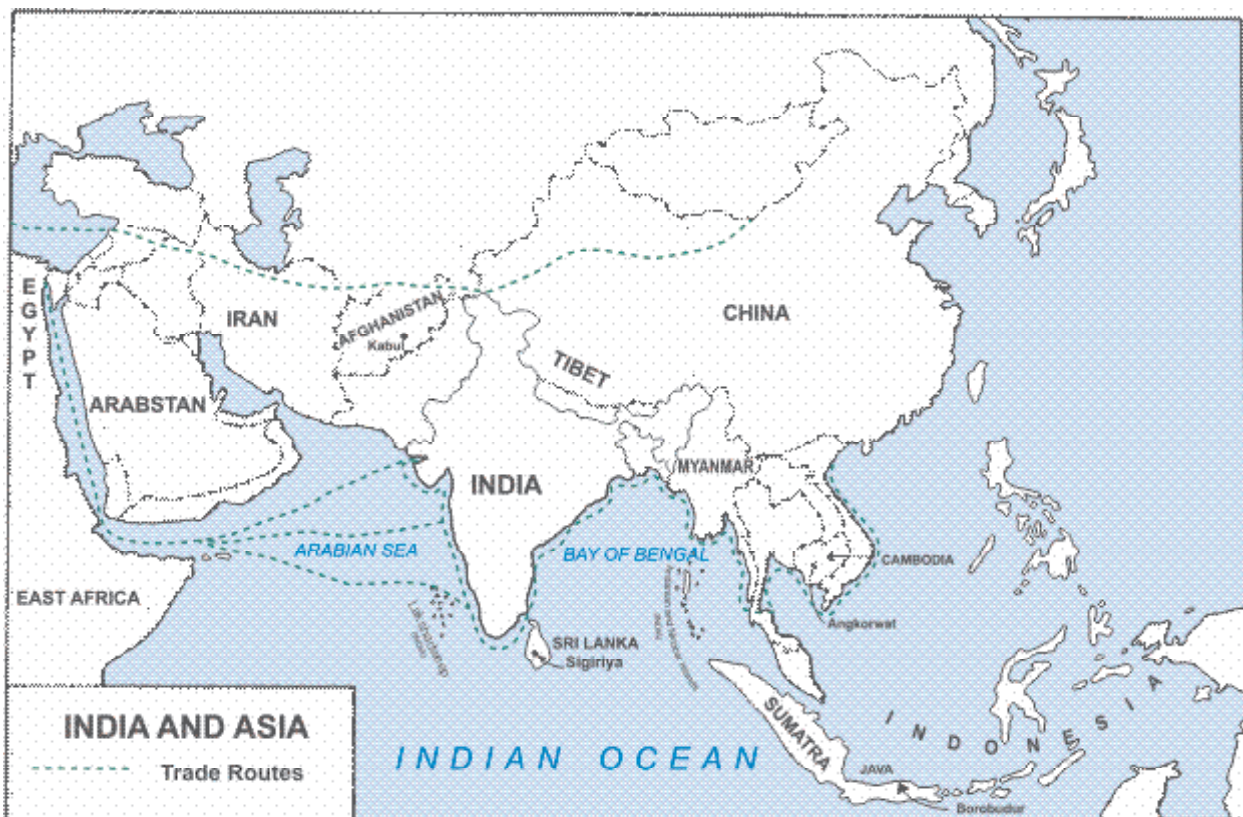 EGYPT
IRAN
AFGHANISTAN
Kabul
CHINA
TIBET
ARABSTAN
INDIA
MYANMAR
ARABIAN SEA
BAY OF BENGAL
CAMBODIA
EAST AFRICA
Angkorwat
SRI LANKA
Sigiriya
SUMATRA
INDONESIA
JAVA
Borobudur
INDIAN OCEAN
INDIA AND ASIA
Trade Routes